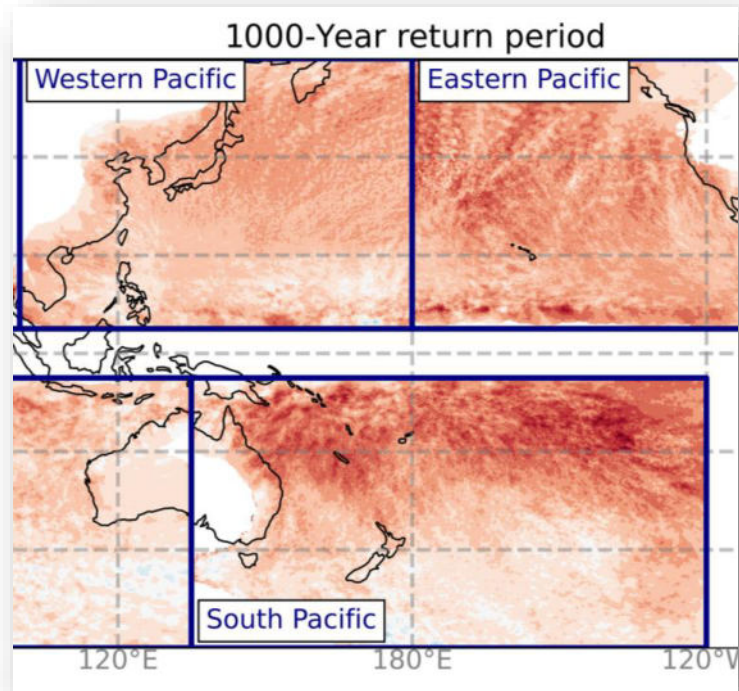 1000-Year return period
Western Pacific
Eastern Pacific
South Pacific
120°E
180°E
120°W